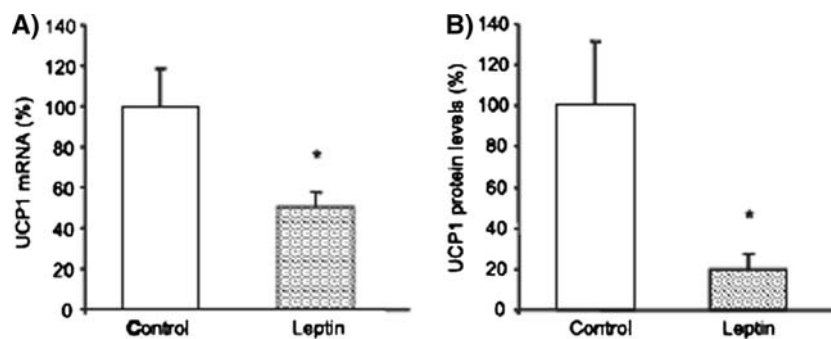 A)
UCP1 mRNA (%)
140
120
100
80
60
40
20
0
*
Control
Leptin
B)
UCP1 protein levels (%)
140
120
100
80
60
40
20
0
*
Control
Leptin